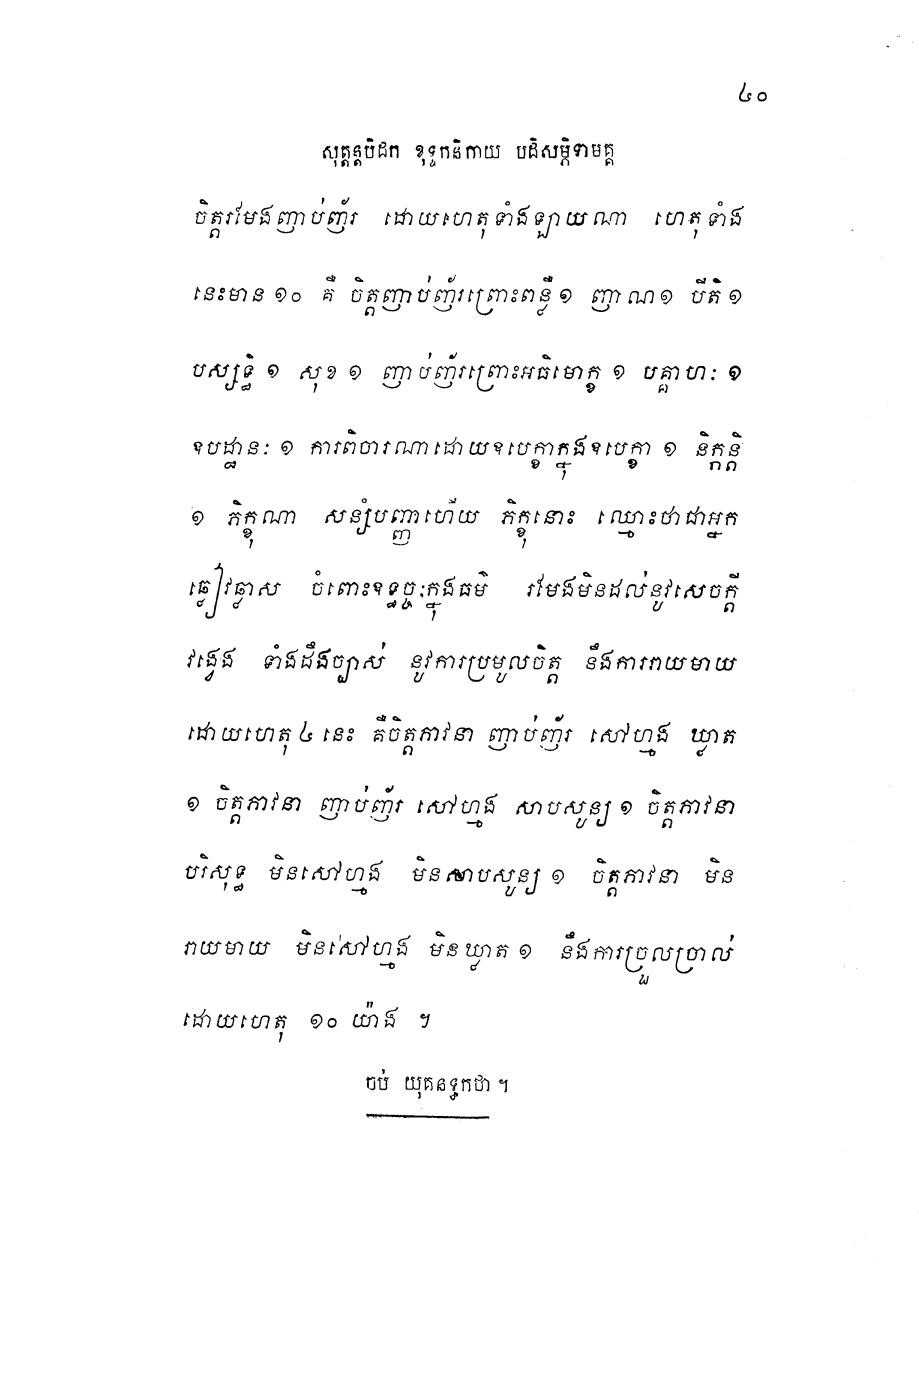 ៤០
សុត្តន្តបិដក ខុទ្ទកនិកាយ បដិសម្ភិទាមគ្គ
ចិត្តរមែងញាប់ញ័រ ដោយហេតុទាំងឡាយណា ហេតុទាំង
នេះមាន ១០ គឺ ចិត្តញាប់ញ័រព្រោះពន្លឺ ១ ញាណ ១ បីតិ ១
បស្សទ្ធិ ១ សុខ ១ ញាប់ញ័រព្រោះអធិមោក្ខ ១ បគ្គាហៈ ១
ឧបដ្ឋានៈ ១ ការពិចារណាដោយឧបេក្ខាក្នុងឧបេក្ខា ១ និកន្តិ
១ ភិក្ខុណា សន្សំបញ្ញាហើយ ភិក្ខុនោះ ឈ្មោះថាជាអ្នក
ឆ្លៀវឆ្លាស ចំពោះឧទ្ធច្ចៈក្នុងធម៌ រមែងមិនដល់នូវសេចក្តី
វង្វេង ទាំងដឹងច្បាស់ នូវការប្រមូលចិត្ត នឹងការរាយមាយ
ដោយហេតុ ៤ នេះ គឺចិត្តភាវនា ញាប់ញ័រ សៅហ្មង ឃ្លាត
១ ចិត្តភាវនា ញាប់ញ័រ សៅហ្មង សាបសូន្យ ១ ចិត្តភាវនា
បរិសុទ្ធ មិនសៅហ្មង មិនសាបសូន្យ ១ ចិត្តភាវនា មិន
រាយមាយ មិនសៅហ្មង មិនឃ្លាត ១ នឹងការច្រួលច្រាល់
ដោយហេតុ ១០ យ៉ាង ។
ចប់ យុគនទ្ធកថា ។